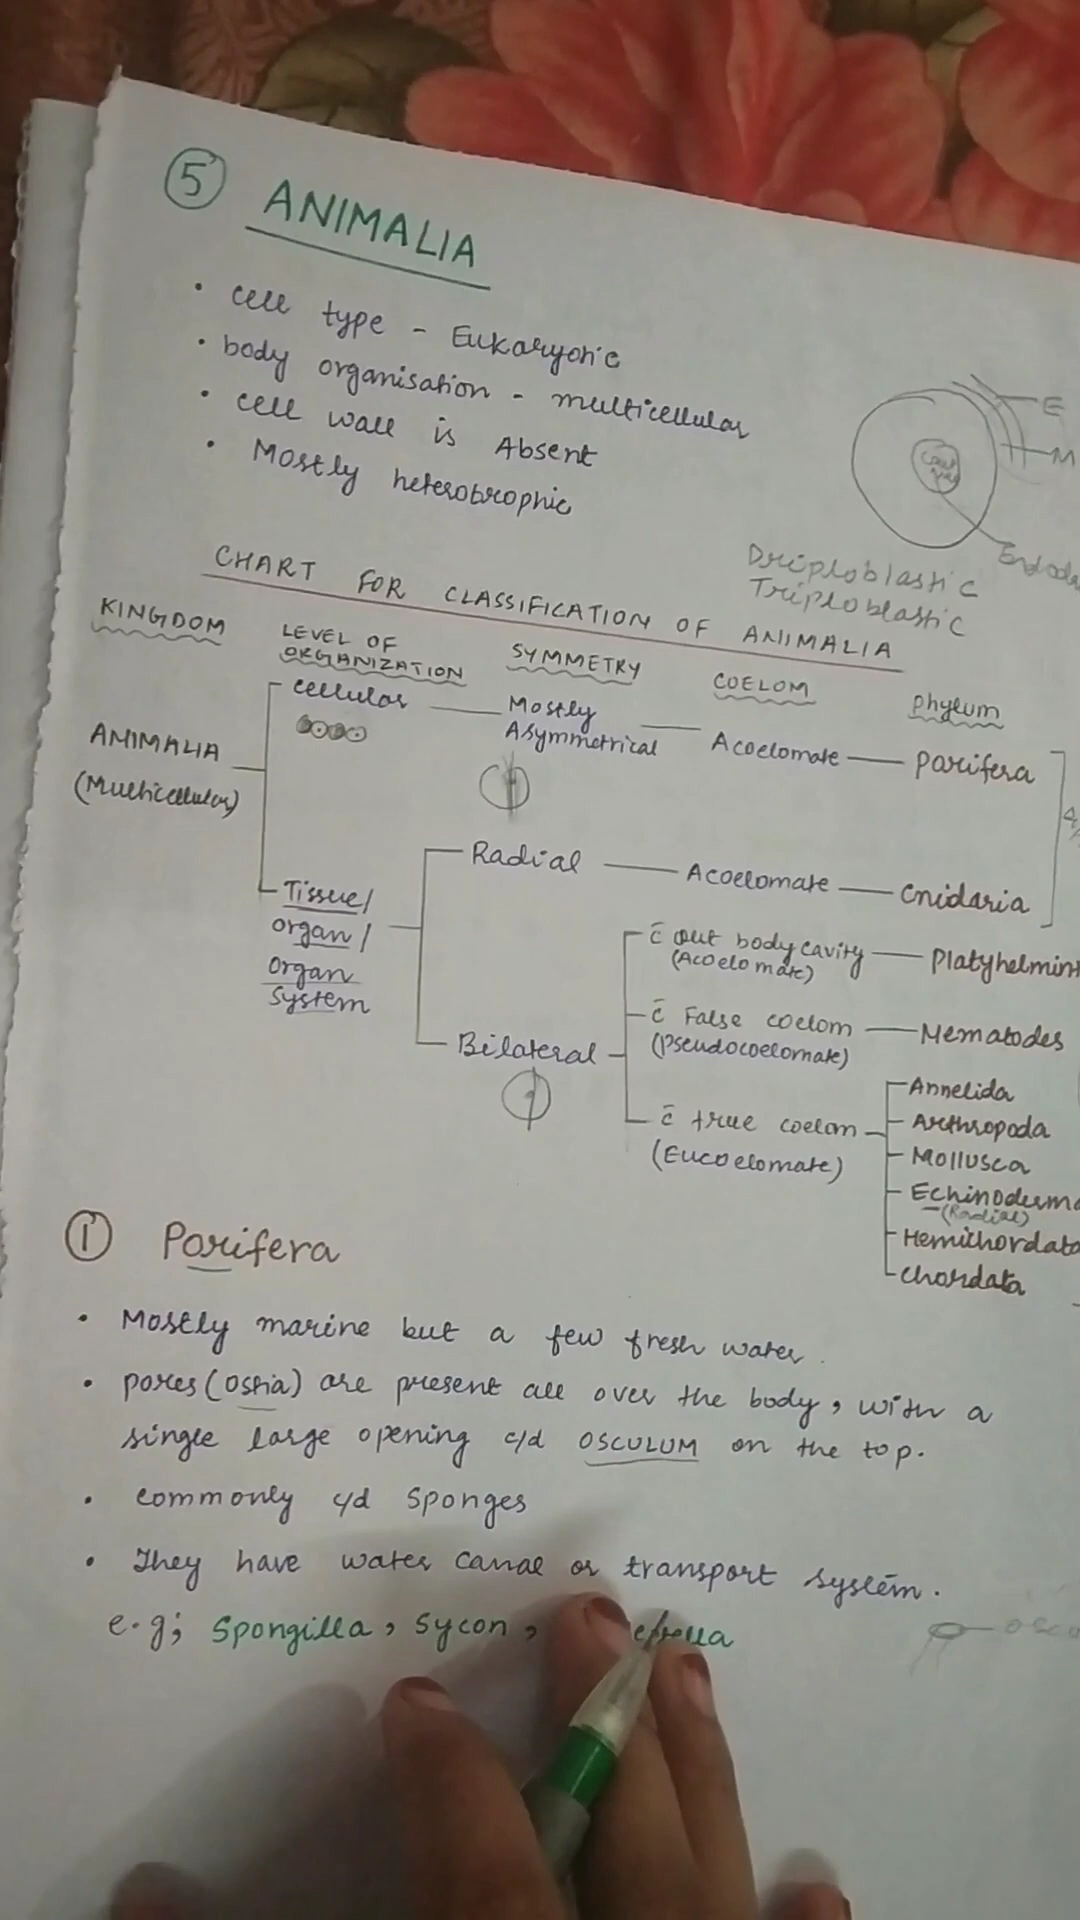 5 ANIMALIA
• cell type - Eukaryotic
• body organisation - multicellular
• cell wall is Absent
• Mostly heterotrophic
E
M
Driploblastic
Triploblastic
CHART FOR CLASSIFICATION OF ANIMALIA
KINGDOM
LEVEL OF ORGANIZATION
SYMMETRY
COELOM
Phylum
ANIMALIA
(Multicellular)
cellular
Mostly Asymmetrical
Acoelomate
Porifera
Tissue/
organ/
organ
system
Radial
Acoelomate
Cnidaria
Bilateral
c̄ out body cavity
(Acoelomate)
Platyhelmint
c̄ False coelom
(Pseudocoelomate)
Nematodes
c̄ true coelom
(Eucoelomate)
Annelida
Arthropoda
Mollusca
Echinoderma
(Radial)
Hemichordata
Chordata
1 Porifera
• Mostly marine but a few fresh water.
• Pores (Ostia) are present all over the body, with a
single large opening c/d OSCULUM on the top.
• commonly c/d Sponges
• They have water canal or transport system.
e.g; Spongilla, Sycon,
oscu